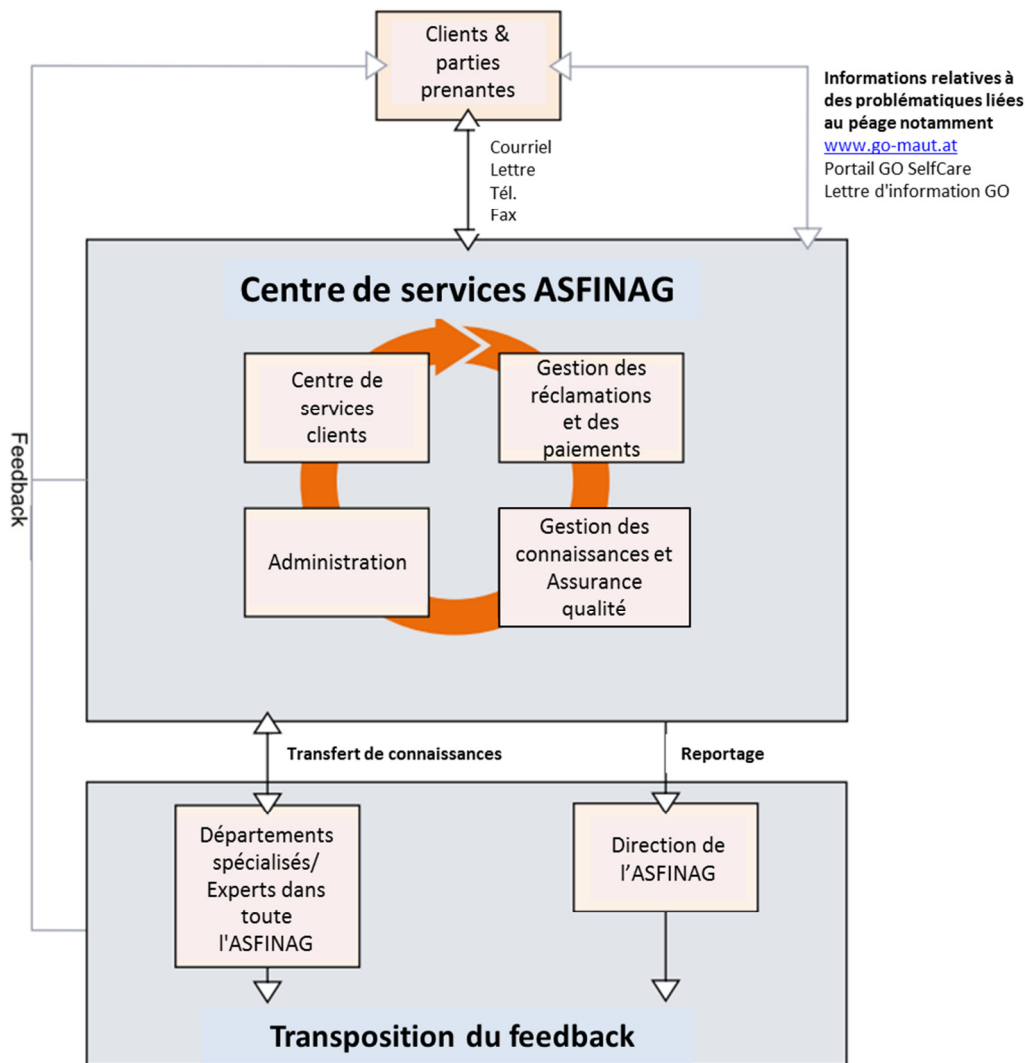 Clients &
parties
prenantes
Informations relatives à
des problématiques liées
au péage notamment
www.go-maut.at
Portail GO SelfCare
Lettre d'information GO
Courriel
Lettre
Tél.
Fax
Centre de services ASFINAG
Centre de
services
clients
Gestion des
réclamations
et des
paiements
Administration
Gestion des
connaissances et
Assurance
qualité
Feedback
Transfert de connaissances
Reportage
Départements
spécialisés/
Experts dans
toute
l'ASFINAG
Direction de
l’ASFINAG
Transposition du feedback